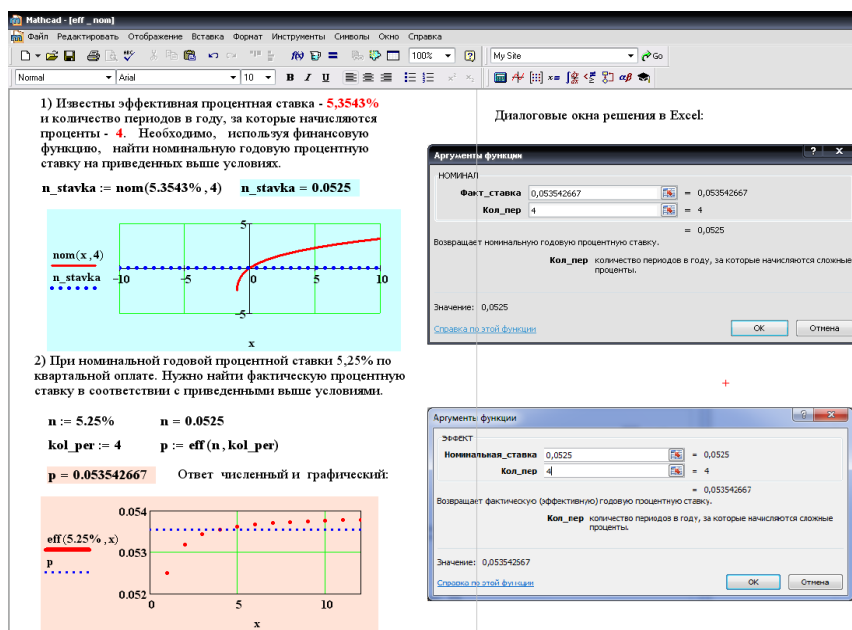 Mathcad - [eff _ nom]
Файл Редактировать Отображение Вставка Формат Инструменты Символы Окно Справка
100% My Site Go
Normal Arial 10 B I U
1) Известны эффективная процентная ставка - 5,3543%
и количество периодов в году, за которые начисляются
проценты - 4. Необходимо, используя финансовую
функцию, найти номинальную годовую процентную
ставку на приведенных выше условиях.
n_stavka := nom(5.3543% , 4) n_stavka = 0.0525
nom(x , 4)
n_stavka
5
-10 -5 0 5 10
-5
x
2) При номинальной годовой процентной ставки 5,25% по
квартальной оплате. Нужно найти фактическую процентную
ставку в соответствии с приведенными выше условиями.
n := 5.25% n = 0.0525
kol_per := 4 p := eff(n , kol_per)
p = 0.053542667 Ответ численный и графический:
eff(5.25% , x)
p
0.054
0.053
0.052
0 5 10
x
Диалоговые окна решения в Excel:
Аргументы функции
НОМИНАЛ
Факт_ставка 0,053542667 = 0,053542667
Кол_пер 4 = 4
= 0,0525
Возвращает номинальную годовую процентную ставку.
Кол_пер количество периодов в году, за которые начисляются сложные
проценты.
Значение: 0,0525
Справка по этой функции OK Отмена
Аргументы функции
ЭФФЕКТ
Номинальная_ставка 0,0525 = 0,0525
Кол_пер 4 = 4
= 0,053542667
Возвращает фактическую (эффективную) годовую процентную ставку.
Кол_пер количество периодов в году, за которые начисляются сложные
проценты.
Значение: 0,053542667
Справка по этой функции OK Отмена